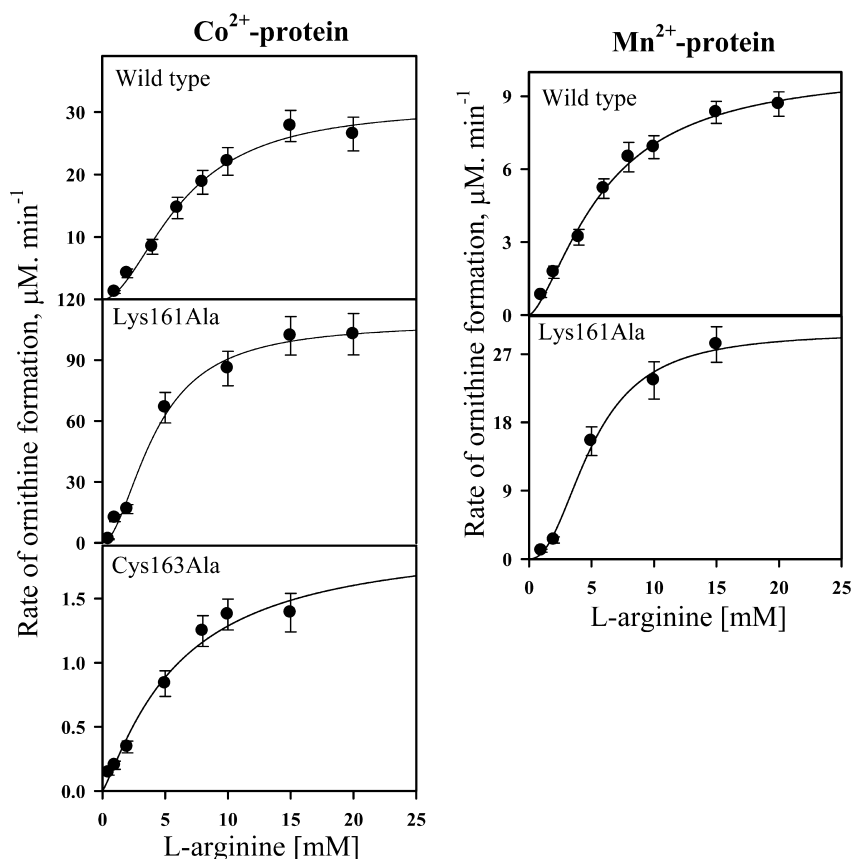 Co²⁺-protein
Mn²⁺-protein
Rate of ornithine formation, µM. min⁻¹
Wild type
30
20
10
120
Lys161Ala
90
60
30
0
Cys163Ala
1.5
1.0
0.5
0.0
0 5 10 15 20 25
L-arginine [mM]
Rate of ornithine formation, µM. min⁻¹
Wild type
9
6
3
0
Lys161Ala
27
18
9
0
0 5 10 15 20 25
L-arginine [mM]